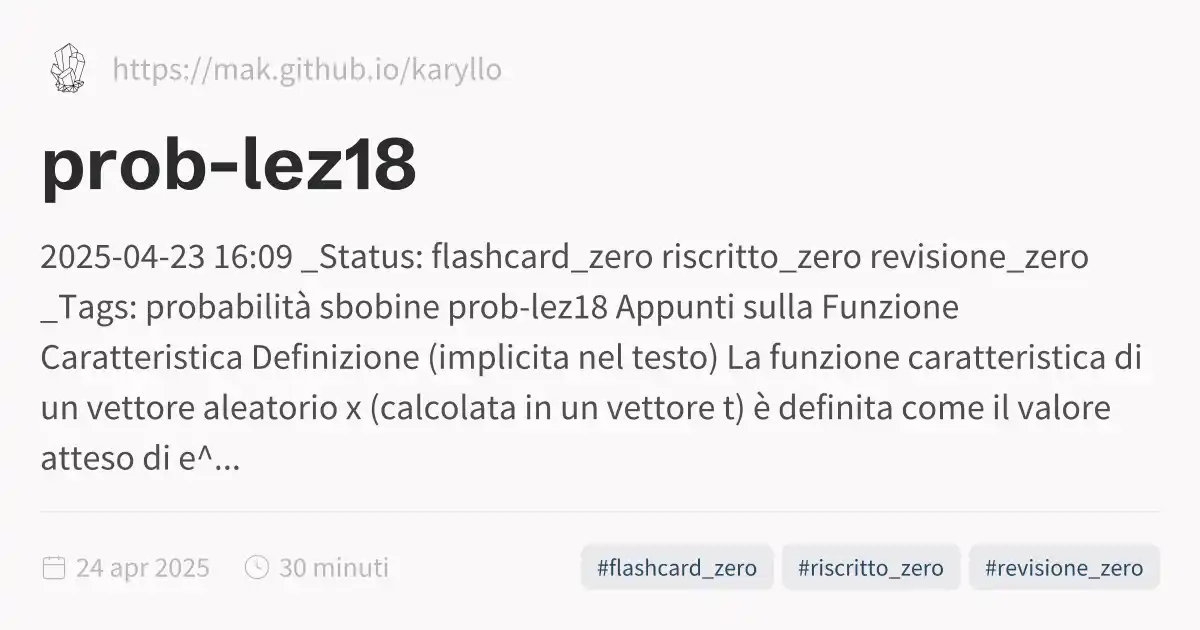 https://mak.github.io/karyllo
prob-lez18
2025-04-23 16:09 _Status: flashcard_zero riscritto_zero revisione_zero
_Tags: probabilità sbobine prob-lez18 Appunti sulla Funzione
Caratteristica Definizione (implicita nel testo) La funzione caratteristica di
un vettore aleatorio x (calcolata in un vettore t) è definita come il valore
atteso di e^...
24 apr 2025 30 minuti #flashcard_zero #riscritto_zero #revisione_zero